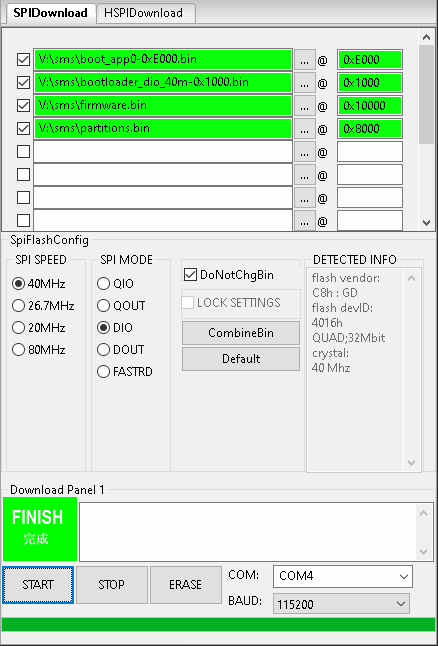 SPIDownload HSPIDownload
V:\sms\boot_app0-0xE000.bin ... @ 0xE000
V:\sms\bootloader_dio_40m-0x1000.bin ... @ 0x1000
V:\sms\firmware.bin ... @ 0x10000
V:\sms\partitions.bin ... @ 0x8000
... @
... @
... @
... @
SpiFlashConfig
SPI SPEED
40MHz
26.7MHz
20MHz
80MHz
SPI MODE
QIO
QOUT
DIO
DOUT
FASTRD
DoNotChgBin
LOCK SETTINGS
CombineBin
Default
DETECTED INFO
flash vendor:
C8h : GD
flash devID:
4016h
QUAD;32Mbit
crystal:
40 Mhz
Download Panel 1
FINISH
完成
START STOP ERASE
COM: COM4
BAUD: 115200